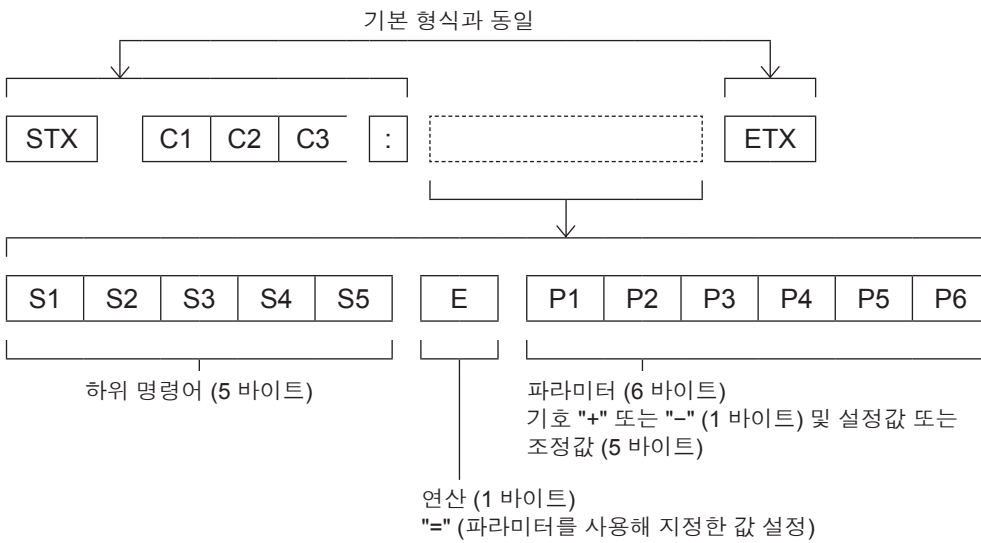 기본 형식과 동일
STX C1 C2 C3 : ETX
S1 S2 S3 S4 S5 E P1 P2 P3 P4 P5 P6
하위 명령어 (5 바이트)
파라미터 (6 바이트)
기호 "+" 또는 "−" (1 바이트) 및 설정값 또는
조정값 (5 바이트)
연산 (1 바이트)
"=" (파라미터를 사용해 지정한 값 설정)